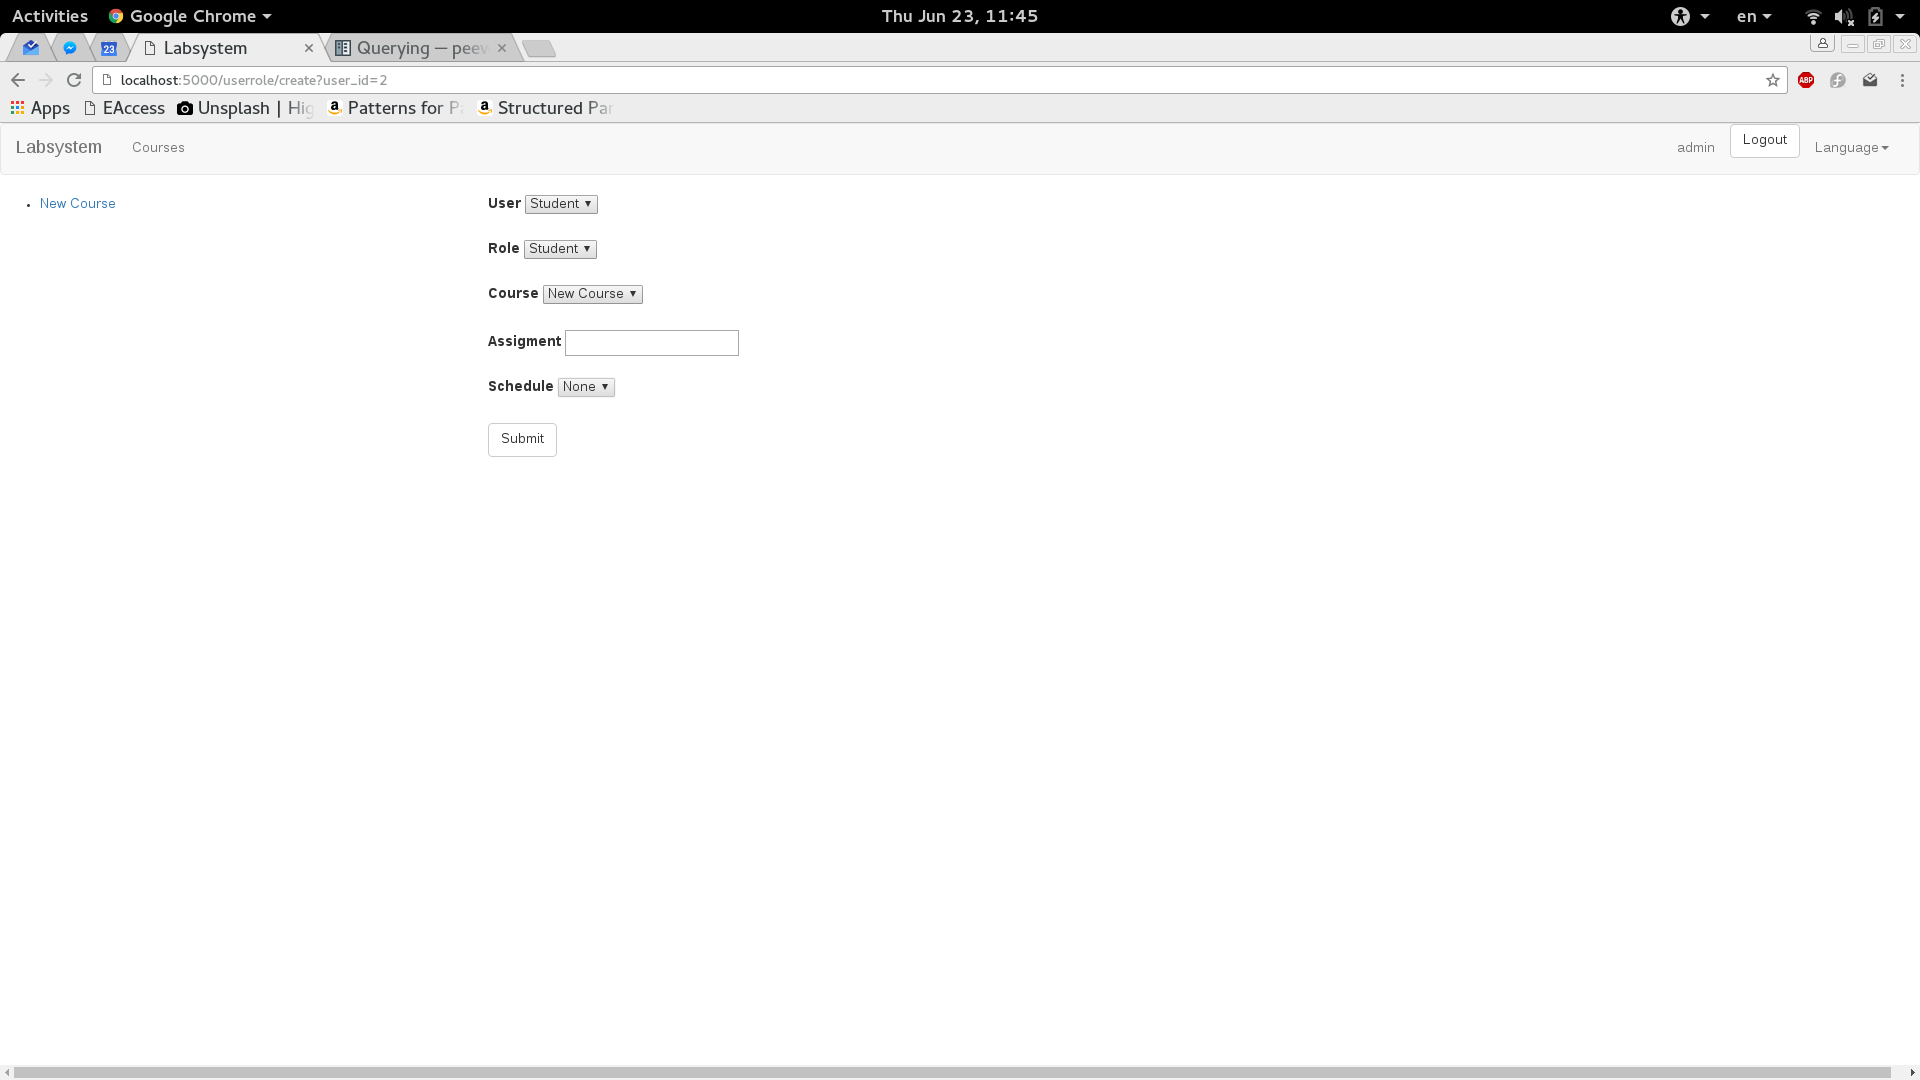 Activities Google Chrome Thu Jun 23, 11:45 en
23 Labsystem Querying — peew
localhost:5000/userrole/create?user_id=2 ABP
Apps EAccess Unsplash | Hig Patterns for P Structured Par
Labsystem Courses admin Logout Language
New Course
User Student
Role Student
Course New Course
Assigment
Schedule None
Submit